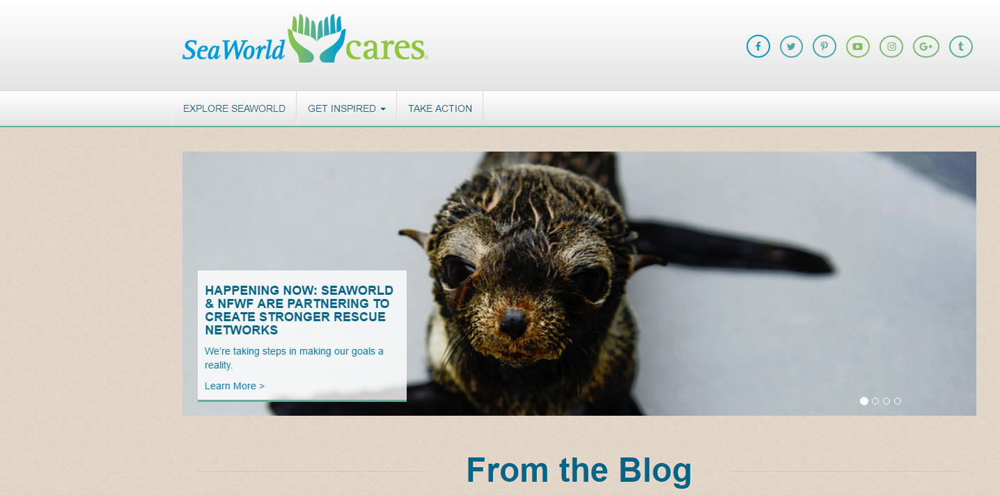 SeaWorld cares®
EXPLORE SEAWORLD
GET INSPIRED
TAKE ACTION
HAPPENING NOW: SEAWORLD
& NFWF ARE PARTNERING TO
CREATE STRONGER RESCUE
NETWORKS
We’re taking steps in making our goals a
reality.
Learn More >
From the Blog